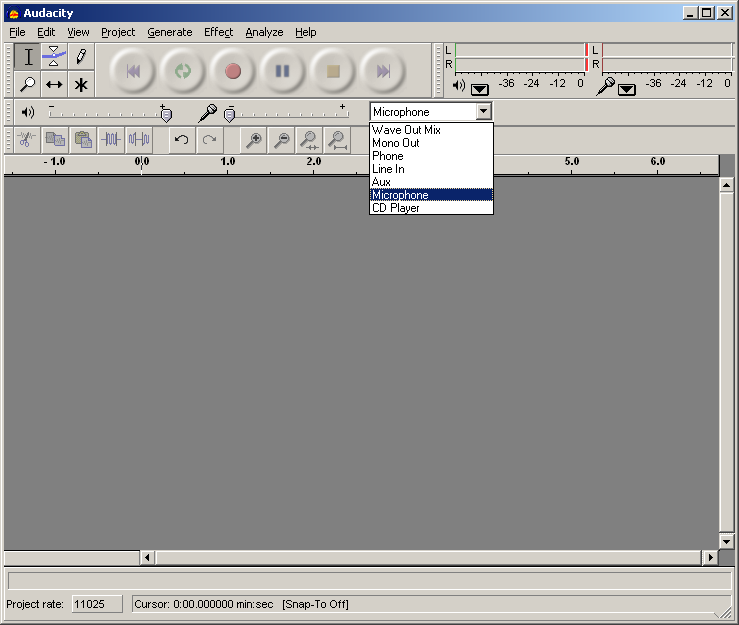 Audacity
File Edit View Project Generate Effect Analyze Help
L
R
-36 -24 -12 0
L
R
-36 -24 -12 0
- + - + Microphone
Wave Out Mix
Mono Out
Phone
Line In
Aux
Microphone
CD Player
- 1.0 0.0 1.0 2.0 5.0 6.0
Project rate: 11025 Cursor: 0:00.000000 min:sec [Snap-To Off]